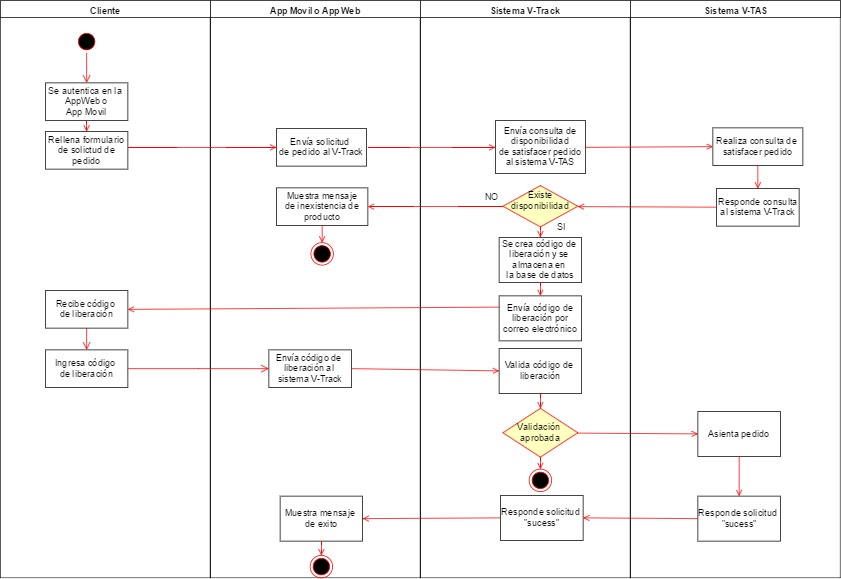 Cliente
App Movil o AppWeb
Sistema V-Track
Sistema V-TAS
Se autentica en la
AppWeb o
App Movil
Rellena formulario
de solictud de
pedido
Envía solicitud
de pedido al V-Track
Envía consulta de
disponibilidad
de satisfacer pedido
al sistema V-TAS
Realiza consulta de
satisfacer pedido
Responde consulta
al sistema V-Track
Existe
disponibilidad
NO
SI
Muestra mensaje
de inexistencia de
producto
Se crea código de
liberación y se
almacena en
la base de datos
Envía código de
liberación por
correo electrónico
Recibe código
de liberación
Ingresa código
de liberación
Envía código de
liberación al
sistema V-Track
Valida código de
liberación
Validación
aprobada
Asienta pedido
Responde solicitud
"sucess"
Responde solicitud
"sucess"
Muestra mensaje
de exito